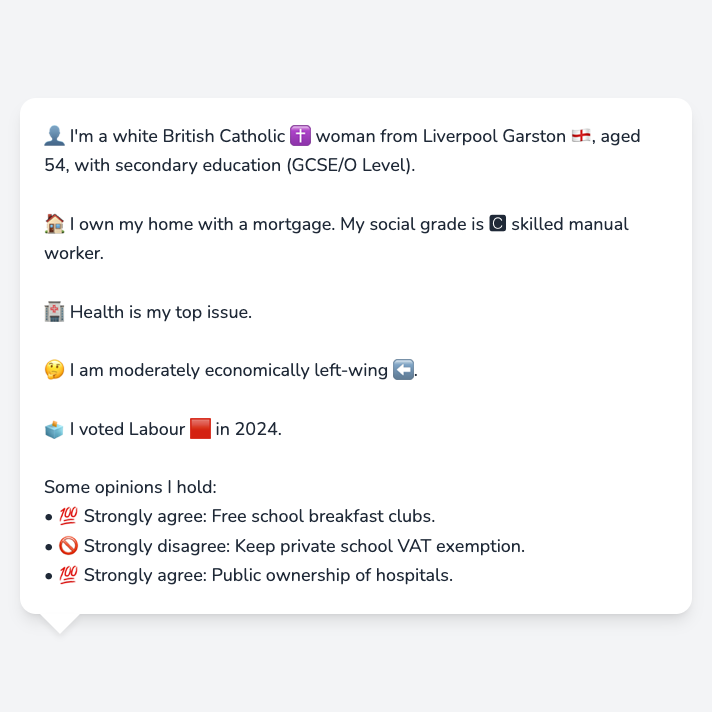 👤 I'm a white British Catholic ✝️ woman from Liverpool Garston 🏴󠁧󠁢󠁥󠁮󠁧󠁿, aged
54, with secondary education (GCSE/O Level).
🏠 I own my home with a mortgage. My social grade is 🅲 skilled manual
worker.
🏥 Health is my top issue.
🤔 I am moderately economically left-wing ⬅️.
🗳️ I voted Labour 🟥 in 2024.
Some opinions I hold:
• 💯 Strongly agree: Free school breakfast clubs.
• 🚫 Strongly disagree: Keep private school VAT exemption.
• 💯 Strongly agree: Public ownership of hospitals.